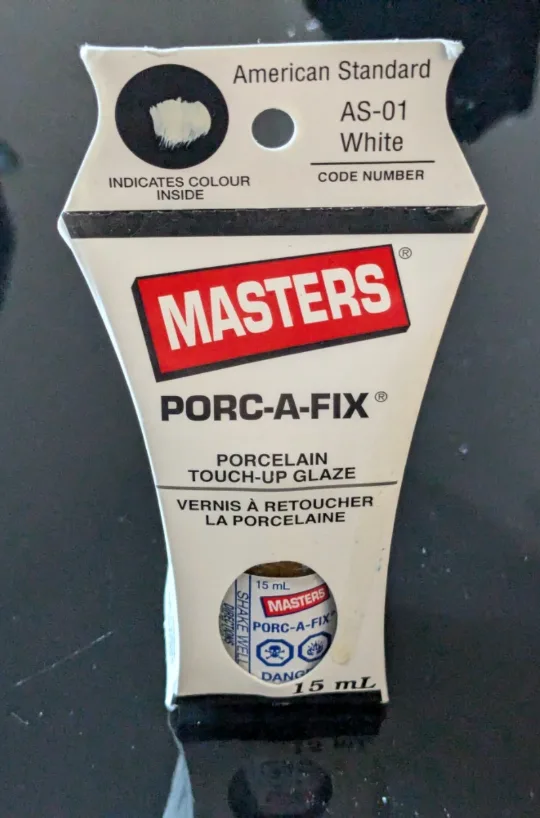 American Standard
AS-01
White
CODE NUMBER
INDICATES COLOUR
INSIDE
MASTERS®
PORC-A-FIX®
PORCELAIN
TOUCH-UP GLAZE
VERNIS À RETOUCHER
LA PORCELAINE
15 mL
MASTERS
PORC-A-FIX
SHAKE WELL
DIRECTIONS
15 mL